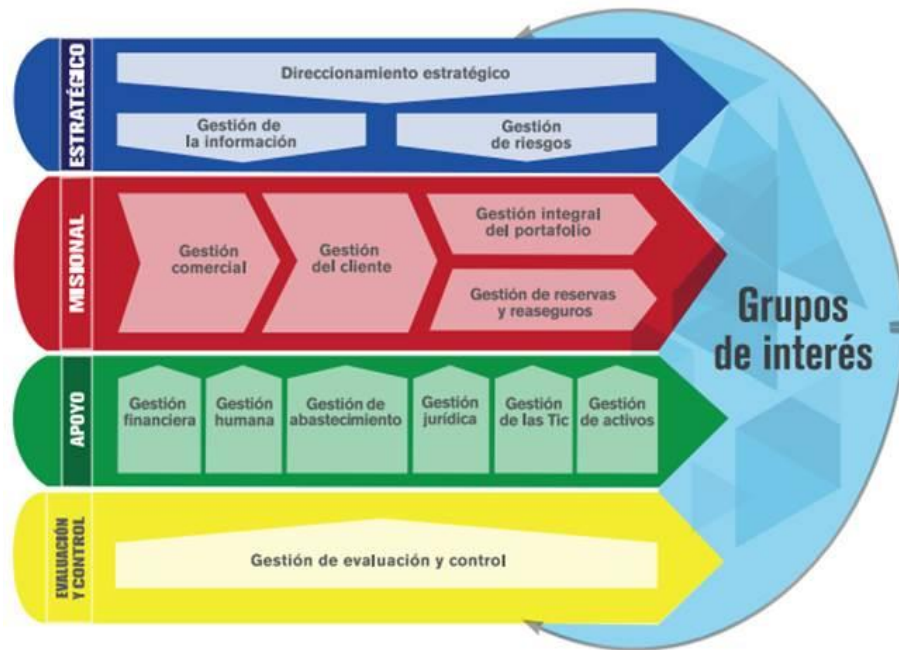 ESTRATÉGICO
Direccionamiento estratégico
Gestión de
la información
Gestión
de riesgos
MISIONAL
Gestión
comercial
Gestión
del cliente
Gestión integral
del portafolio
Gestión de reservas
y reaseguros
Grupos
de interés
APOYO
Gestión
financiera
Gestión
humana
Gestión de
abastecimiento
Gestión
jurídica
Gestión
de las Tic
Gestión
de activos
EVALUACIÓN
Y CONTROL
Gestión de evaluación y control